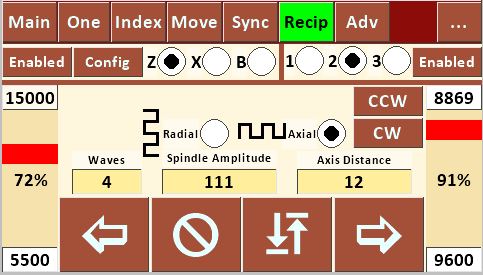 Main One Index Move Sync Recip Adv ...
Enabled Config Z X B 1 2 3 Enabled
15000 CCW 8869
Radial Axial CW
Waves Spindle Amplitude Axis Distance
72% 4 111 12 91%
5500 9600